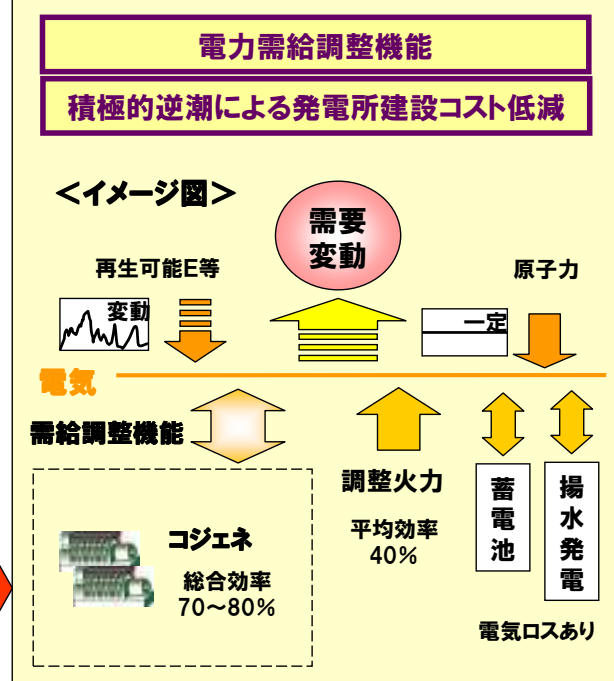 電力需給調整機能
積極的逆潮による発電所建設コスト低減
＜イメージ図＞
需要
変動
再生可能E等
原子力
変動
一定
電気
需給調整機能
調整火力
平均効率
40%
蓄電池
揚水発電
コジェネ
総合効率
70～80%
電気ロスあり